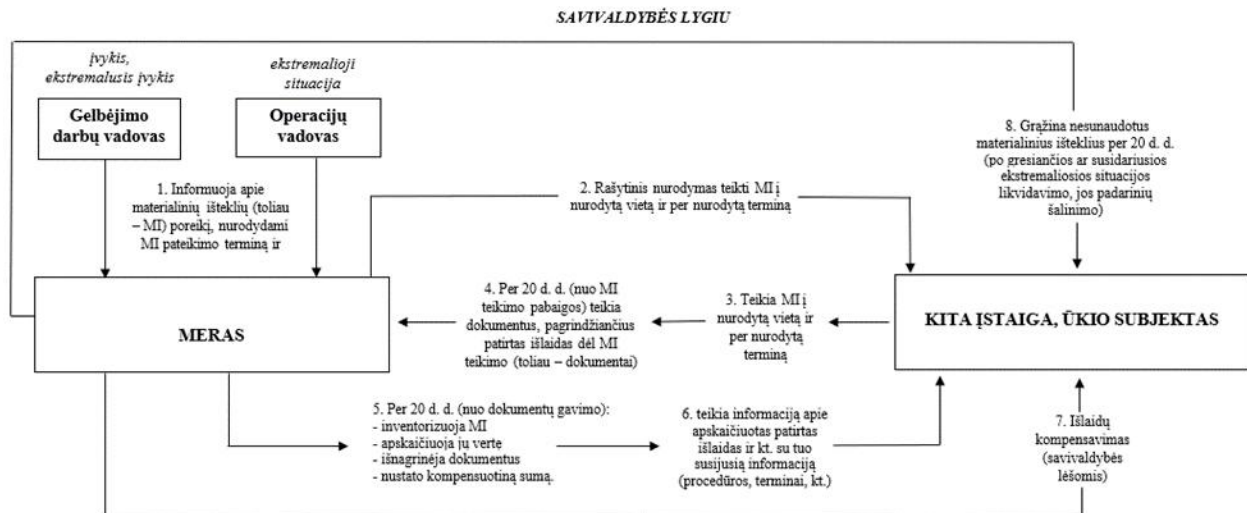 SAVIVALDYBĖS LYGIU
įvykis,
ekstremalusis įvykis
ekstremalioji
situacija
Gelbėjimo
darbų vadovas
Operacijų
vadovas
1. Informuoja apie
materialinių išteklių (toliau
– MI) poreikį, nurodydami
MI pateikimo terminą ir
2. Rašytinis nurodymas teikti MI į
nurodytą vietą ir per nurodytą terminą
8. Grąžina nesunaudotus
materialinius išteklius per 20 d. d.
(po gresiančios ar susidariusios
ekstremaliosios situacijos
likvidavimo, jos padarinių
šalinimo)
MERAS
4. Per 20 d. d. (nuo MI
teikimo pabaigos) teikia
dokumentus, pagrindžiančius
patirtas išlaidas dėl MI
teikimo (toliau – dokumentai)
3. Teikia MI į
nurodytą vietą ir
per nurodytą
terminą
KITA ĮSTAIGA, ŪKIO SUBJEKTAS
5. Per 20 d. d. (nuo dokumentų gavimo):
- inventorizuoja MI
- apskaičiuoja jų verte
- išnagrinėja dokumentus
- nustato kompensuotiną sumą.
6. teikia informaciją apie
apskaičiuotas patirtas
išlaidas ir kt. su tuo
susijusią informaciją
(procedūros, terminai, kt.)
7. Išlaidų
kompensavimas
(savivaldybės
lėšomis)